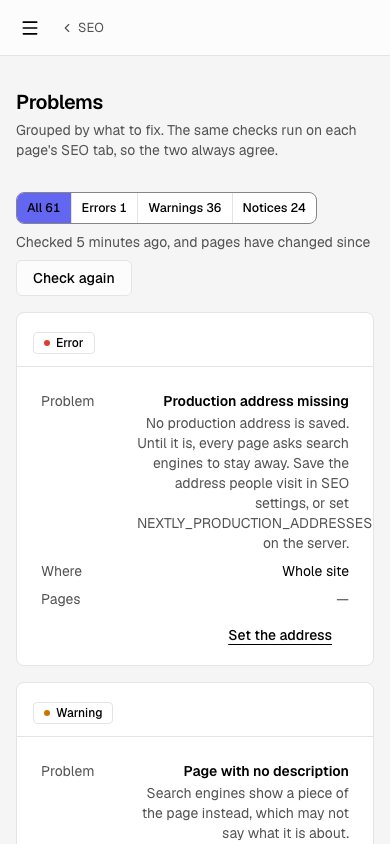 SEO
Problems
Grouped by what to fix. The same checks run on each
page's SEO tab, so the two always agree.
All 61 Errors 1 Warnings 36 Notices 24
Checked 5 minutes ago, and pages have changed since
Check again
Error
Problem Production address missing
No production address is saved.
Until it is, every page asks search
engines to stay away. Save the
address people visit in SEO
settings, or set
NEXTLY_PRODUCTION_ADDRESSES
on the server.
Where Whole site
Pages —
Set the address
Warning
Problem Page with no description
Search engines show a piece of
the page instead, which may not
say what it is about.